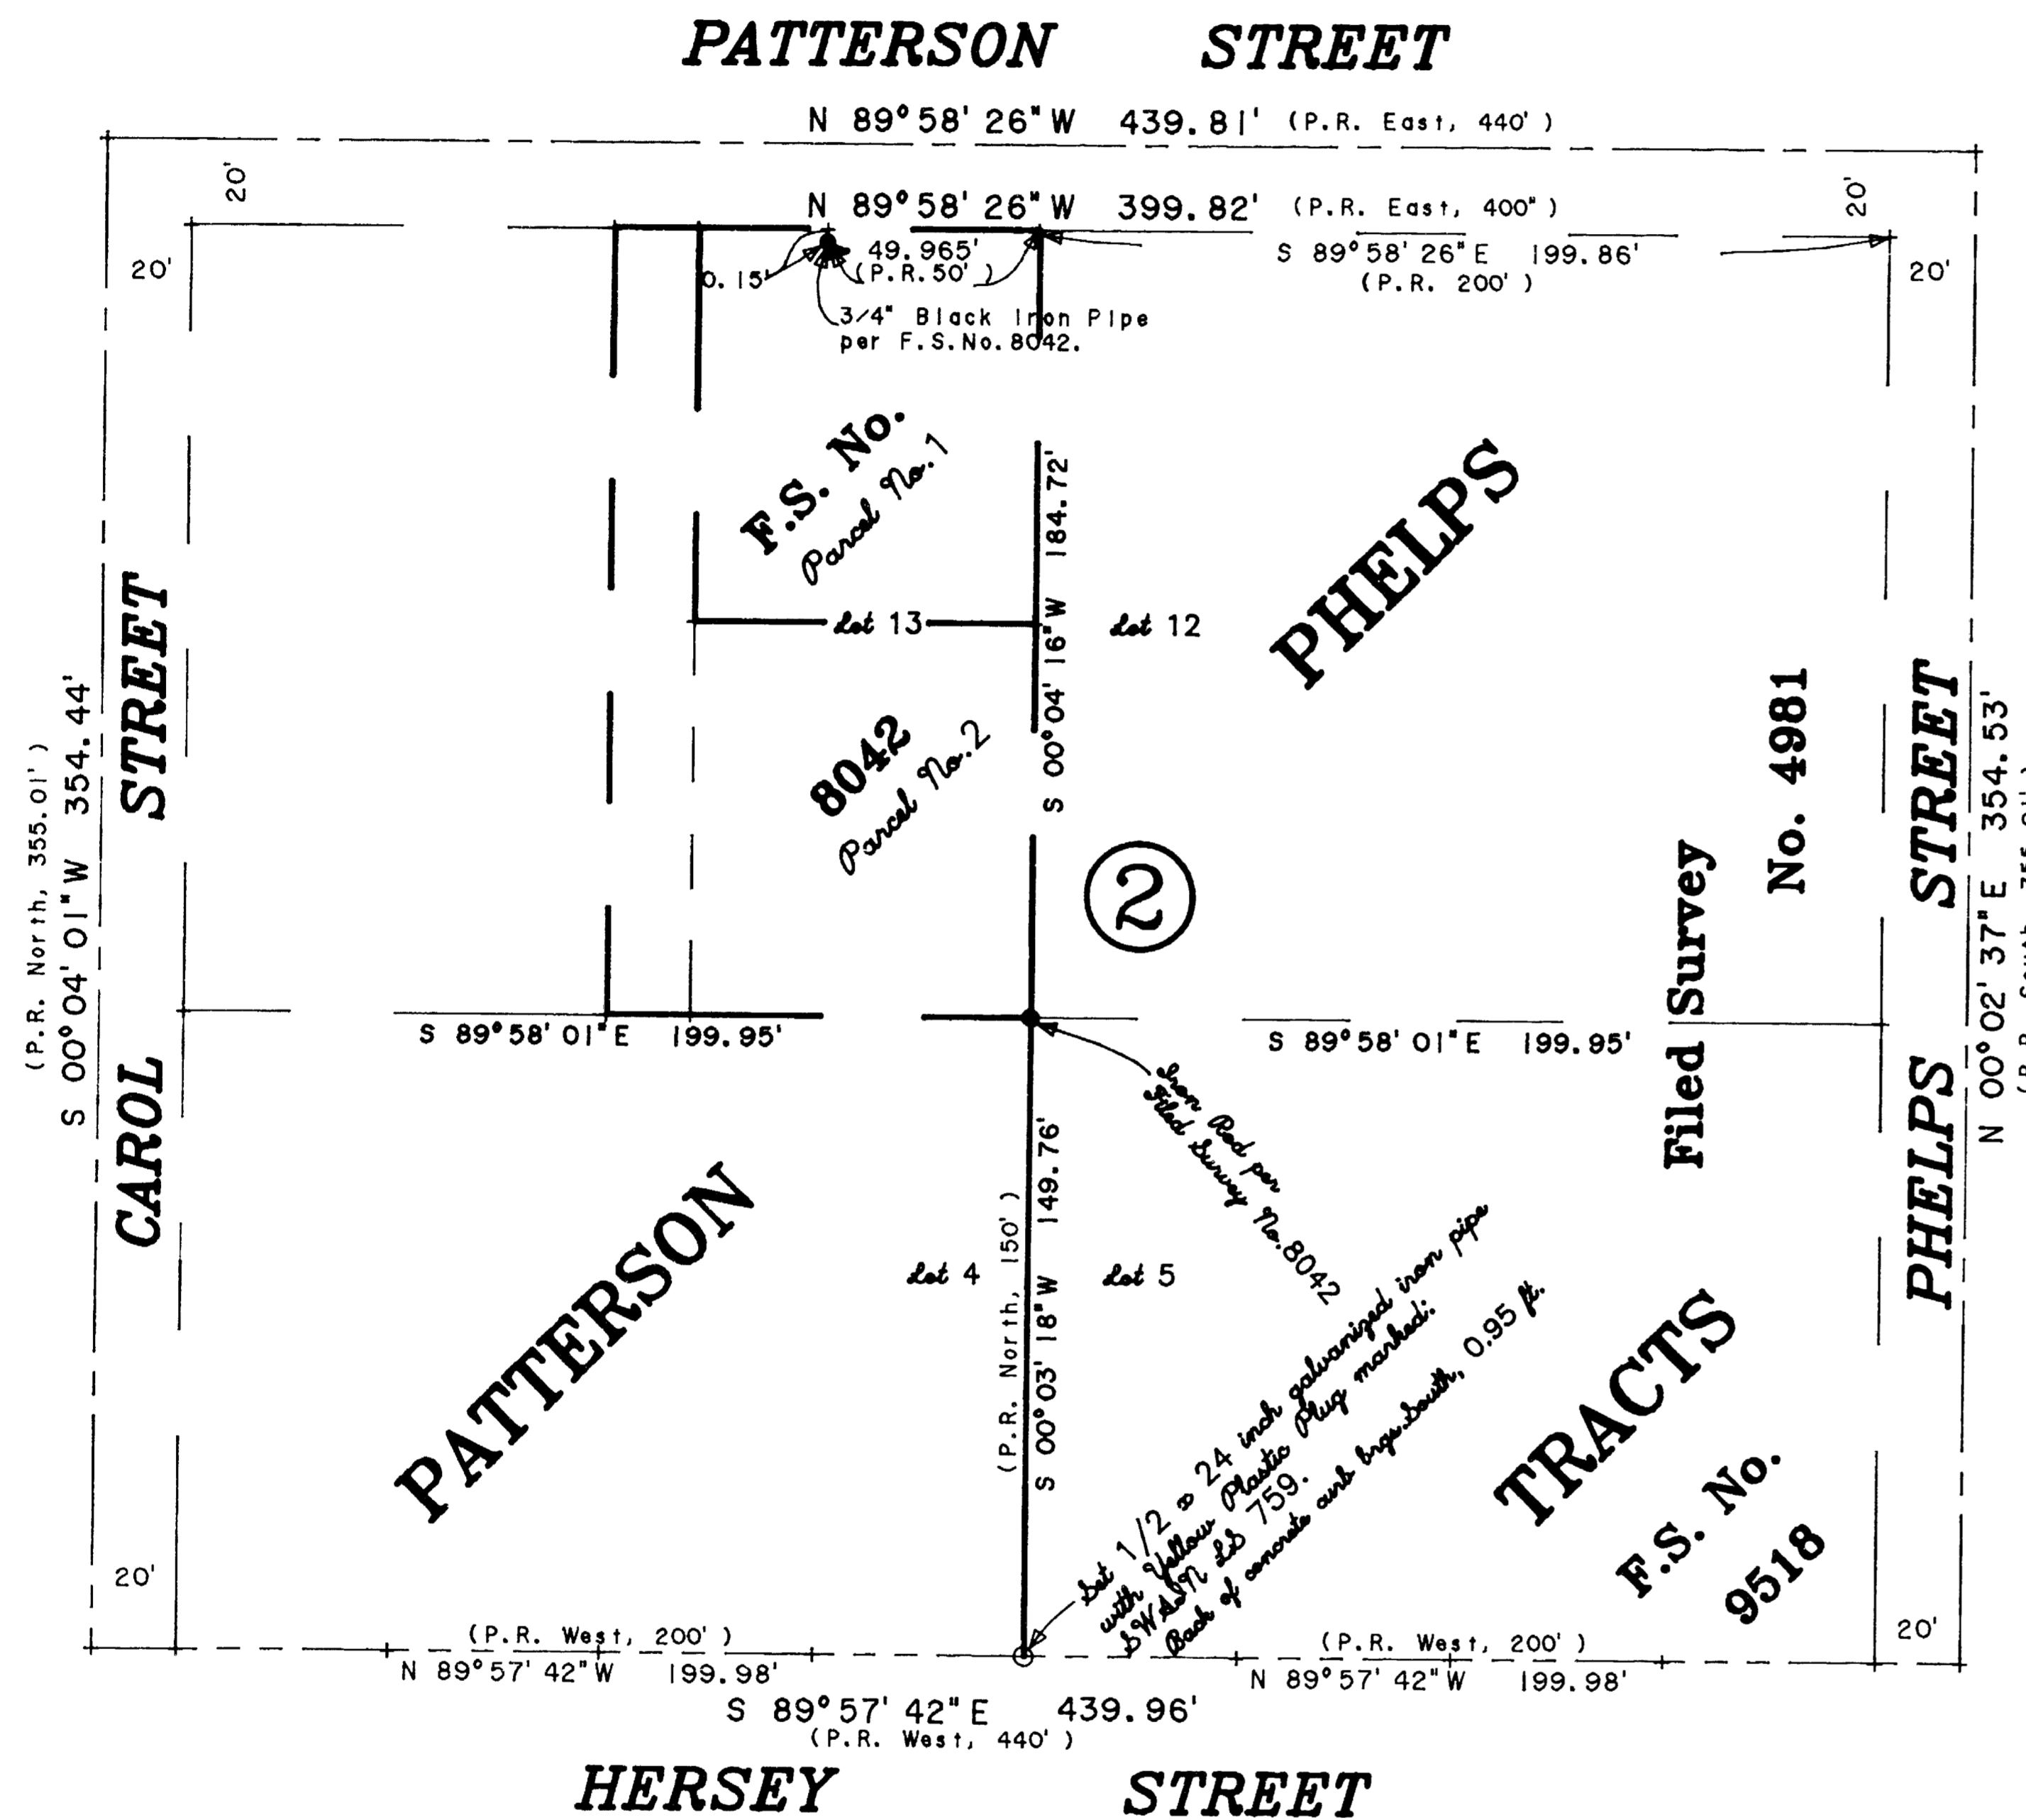 PATTERSON STREET
N 89°58' 26" W 439.81' (P.R. East, 440')
20'
20'
N 89°58' 26" W 399.82' (P.R. East, 400")
20'
49.965'
S 89°58' 26" E 199.86'
20'
0.15'
(P.R. 50')
(P.R. 200')
3/4" Black Iron Pipe
per F.S.No. 8042.
F.S. No.
Parcel No. 1
S 00°04' 16" W 184.72'
PHELPS
Lot 13
Lot 12
8042
Parcel No. 2
2
CAROL STREET
S 00°04' 01" W 354.44'
(P.R. North, 355.01')
Filed Survey
No. 4981
PHELPS STREET
N 00°02' 37" E 354.53'
S 89°58' 01" E 199.95'
S 89°58' 01" E 199.95'
Iron Rod per
Filed Survey No. 8042
PATTERSON
(P.R. North, 150')
S 00°03' 18" W 149.76'
Lot 4
Lot 5
Set 1/2 x 24 inch galvanized iron pipe
with Yellow Plastic Plug marked:
SWAIN LS 759.
Back of concrete curb brgs. South, 0.95 ft.
TRACTS
F.S. No.
9518
20'
20'
(P.R. West, 200')
(P.R. West, 200')
N 89°57' 42" W 199.98'
N 89°57' 42" W 199.98'
S 89°57' 42" E 439.96'
(P.R. West, 440')
HERSEY STREET